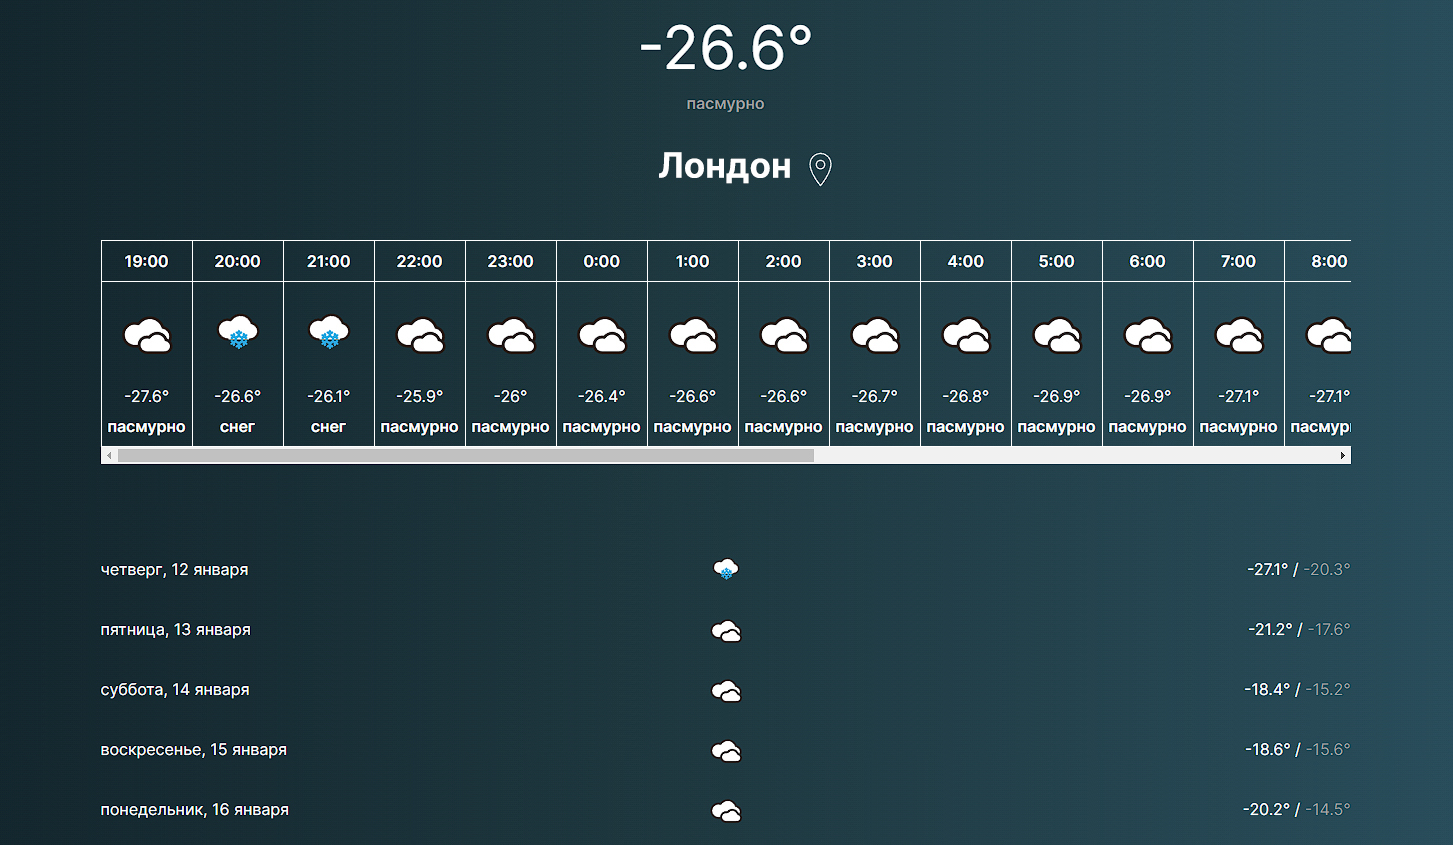 -26.6°
пасмурно
Лондон
19:00 20:00 21:00 22:00 23:00 0:00 1:00 2:00 3:00 4:00 5:00 6:00 7:00 8:00
-27.6° -26.6° -26.1° -25.9° -26° -26.4° -26.6° -26.6° -26.7° -26.8° -26.9° -26.9° -27.1° -27.1°
пасмурно снег снег пасмурно пасмурно пасмурно пасмурно пасмурно пасмурно пасмурно пасмурно пасмурно пасмурно пасмур
четверг, 12 января -27.1° / -20.3°
пятница, 13 января -21.2° / -17.6°
суббота, 14 января -18.4° / -15.2°
воскресенье, 15 января -18.6° / -15.6°
понедельник, 16 января -20.2° / -14.5°